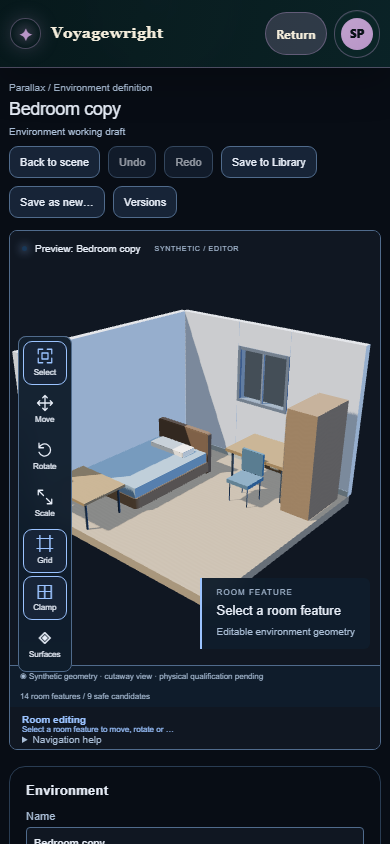 Voyagewright
Return
SP
Parallax / Environment definition
Bedroom copy
Environment working draft
Back to scene
Undo
Redo
Save to Library
Save as new…
Versions
Preview: Bedroom copy
SYNTHETIC / EDITOR
Select
Move
Rotate
Scale
Grid
Clamp
Surfaces
ROOM FEATURE
Select a room feature
Editable environment geometry
Synthetic geometry · cutaway view · physical qualification pending
14 room features / 9 safe candidates
Room editing
Select a room feature to move, rotate or …
Navigation help
Environment
Name
Bedroom copy